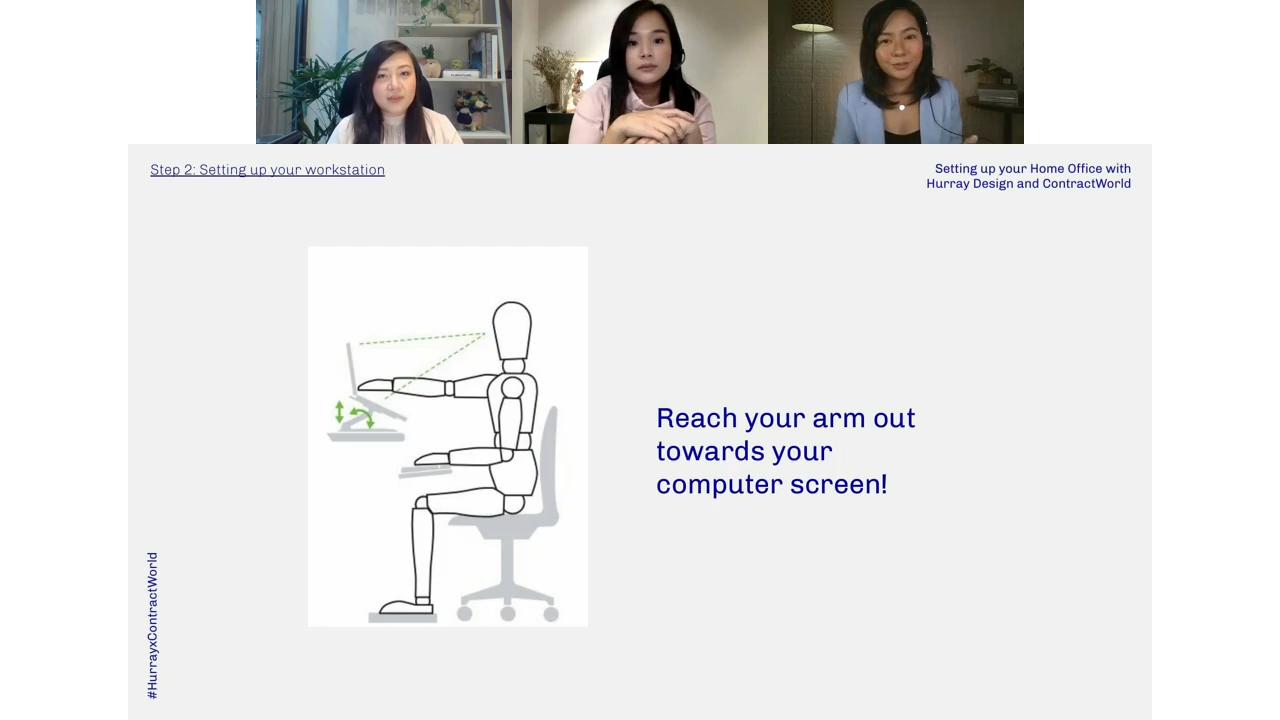 Step 2: Setting up your workstation
Setting up your Home Office with
Hurray Design and ContractWorld
Reach your arm out
towards your
computer screen!
#HurrayxContractWorld